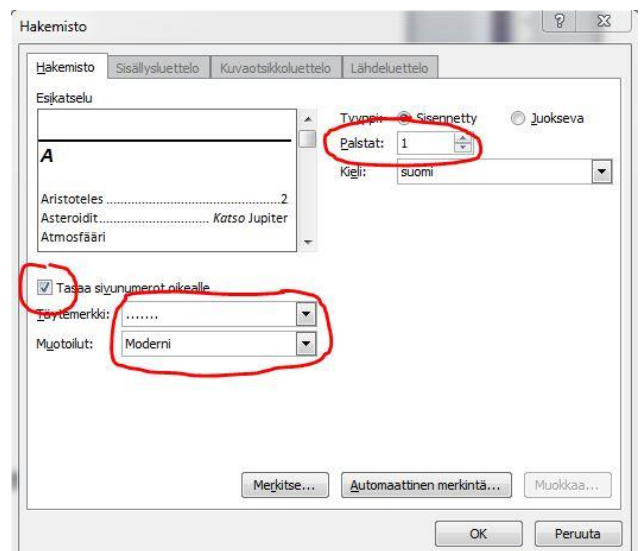 Hakemisto
Hakemisto Sisällysluettelo Kuvaotsikkoluettelo Lähdeluettelo
Esikatselu
A
Aristoteles ..................................2
Asteroidit........................ Katso Jupiter
Atmosfääri
Tyyppi: Sisennetty Juokseva
Palstat: 1
Kieli: suomi
Tasaa sivunumerot oikealle
Täytemerkki: .......
Muotoilut: Moderni
Merkitse... Automaattinen merkintä... Muokkaa...
OK Peruuta